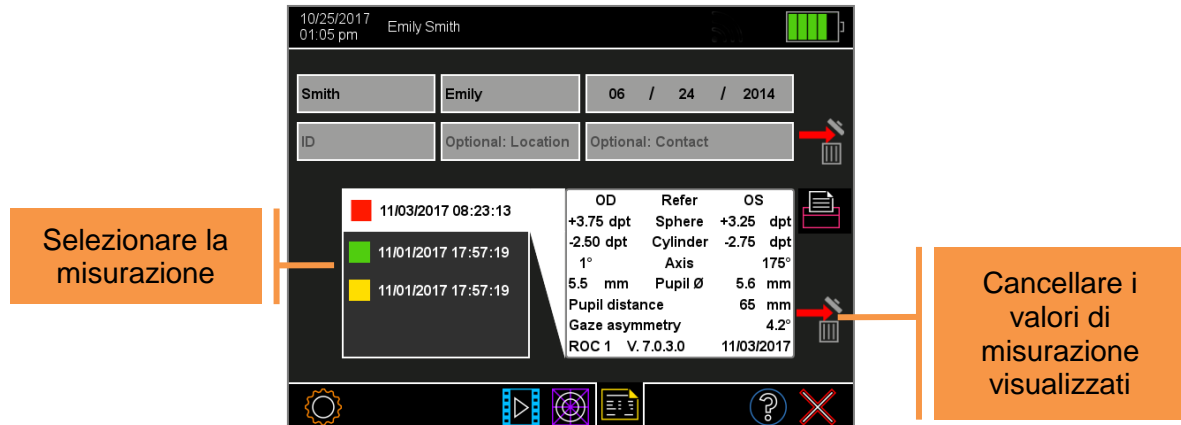 10/25/2017
01:05 pm
Emily Smith
Smith
Emily
06 / 24 / 2014
ID
Optional: Location
Optional: Contact
Selezionare la
misurazione
11/03/2017 08:23:13
11/01/2017 17:57:19
11/01/2017 17:57:19
OD Refer OS
+3.75 dpt Sphere +3.25 dpt
-2.50 dpt Cylinder -2.75 dpt
1° Axis 175°
5.5 mm Pupil Ø 5.6 mm
Pupil distance 65 mm
Gaze asymmetry 4.2°
ROC 1 V. 7.0.3.0 11/03/2017
Cancellare i
valori di
misurazione
visualizzati
?